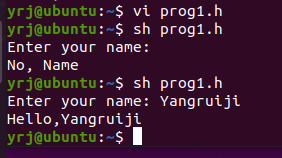 yrj@ubuntu:~$ vi prog1.h
yrj@ubuntu:~$ sh prog1.h
Enter your name:
No, Name
yrj@ubuntu:~$ sh prog1.h
Enter your name: Yangruiji
Hello,Yangruiji
yrj@ubuntu:~$